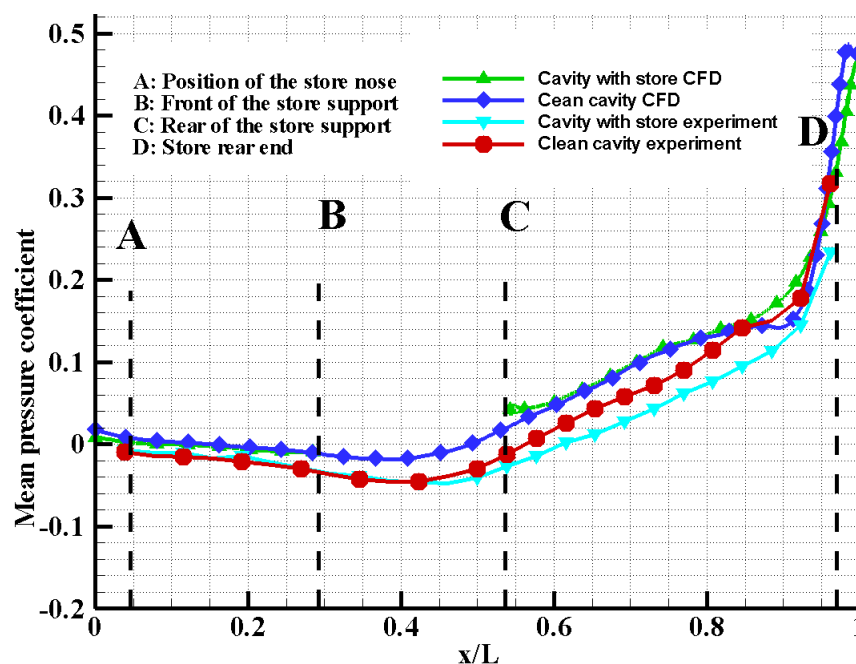 0.5
0.4
0.3
0.2
0.1
0
-0.1
-0.2
Mean pressure coefficient
A: Position of the store nose
B: Front of the store support
C: Rear of the store support
D: Store rear end
Cavity with store CFD
Cean cavity CFD
Cavity with store experiment
Clean cavity experiment
A
B
C
D
0 0.2 0.4 0.6 0.8 1
x/L